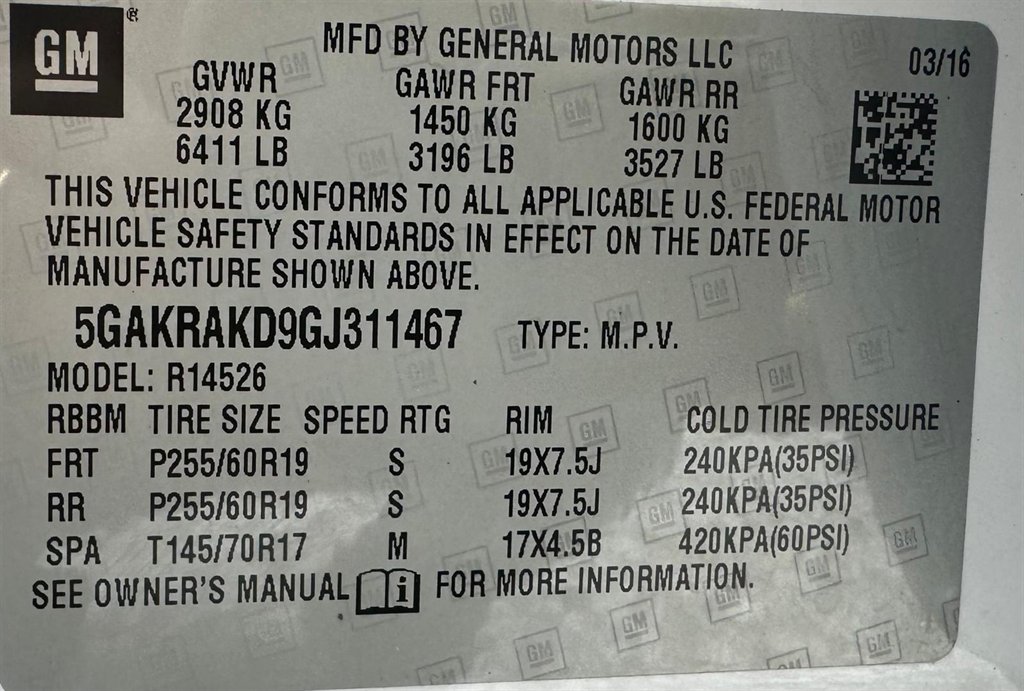 GM
MFD BY GENERAL MOTORS LLC
03/16
GVWR GAWR FRT GAWR RR
2908 KG 1450 KG 1600 KG
6411 LB 3196 LB 3527 LB
THIS VEHICLE CONFORMS TO ALL APPLICABLE U.S. FEDERAL MOTOR
VEHICLE SAFETY STANDARDS IN EFFECT ON THE DATE OF
MANUFACTURE SHOWN ABOVE.
5GAKRAKD9GJ311467 TYPE: M.P.V.
MODEL: R14526
RBBM TIRE SIZE SPEED RTG RIM COLD TIRE PRESSURE
FRT P255/60R19 S 19X7.5J 240KPA(35PSI)
RR P255/60R19 S 19X7.5J 240KPA(35PSI)
SPA T145/70R17 M 17X4.5B 420KPA(60PSI)
SEE OWNER'S MANUAL FOR MORE INFORMATION.